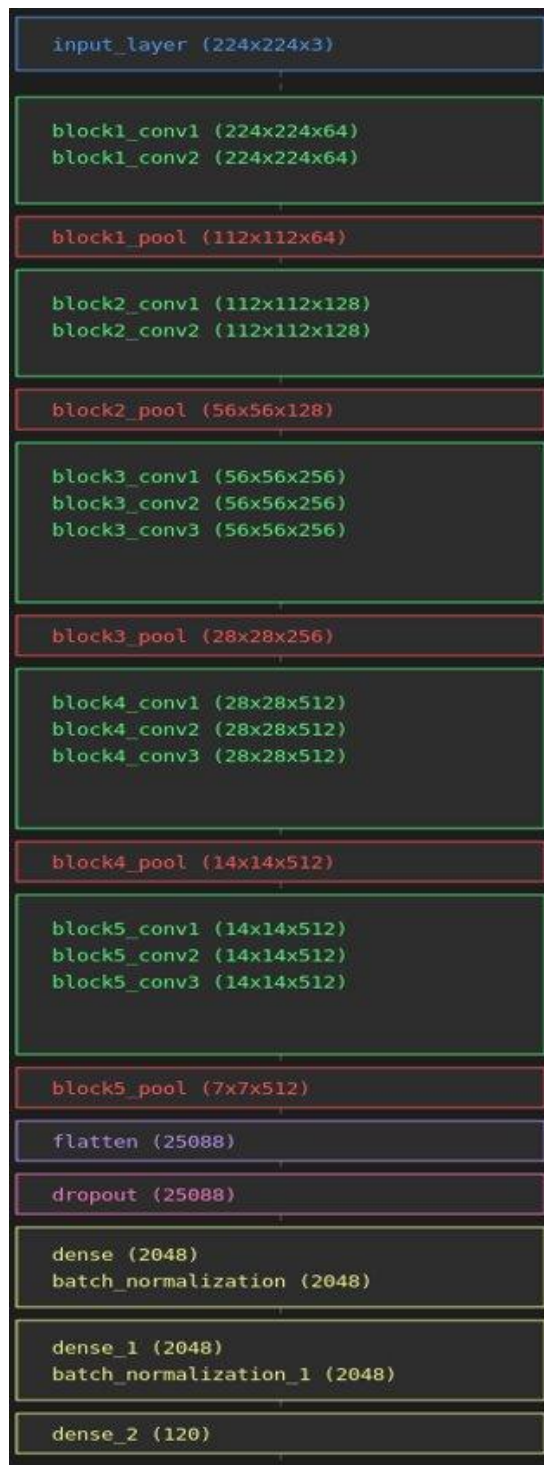 input_layer (224x224x3)
block1_conv1 (224x224x64)
block1_conv2 (224x224x64)
block1_pool (112x112x64)
block2_conv1 (112x112x128)
block2_conv2 (112x112x128)
block2_pool (56x56x128)
block3_conv1 (56x56x256)
block3_conv2 (56x56x256)
block3_conv3 (56x56x256)
block3_pool (28x28x256)
block4_conv1 (28x28x512)
block4_conv2 (28x28x512)
block4_conv3 (28x28x512)
block4_pool (14x14x512)
block5_conv1 (14x14x512)
block5_conv2 (14x14x512)
block5_conv3 (14x14x512)
block5_pool (7x7x512)
flatten (25088)
dropout (25088)
dense (2048)
batch_normalization (2048)
dense_1 (2048)
batch_normalization_1 (2048)
dense_2 (120)